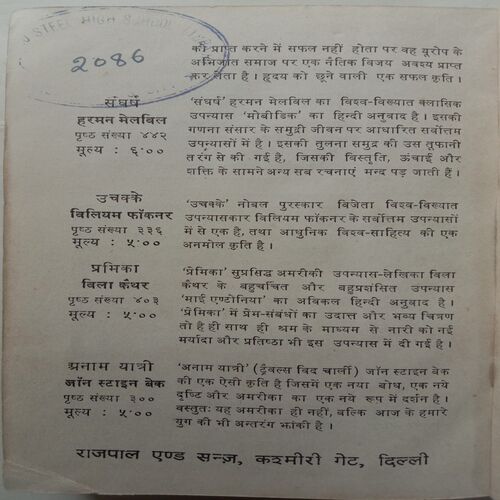 STEEL HIGH SCHOOL
2086
को प्राप्त करने में सफल नहीं होता पर वह यूरोप के
अभिजात समाज पर एक नैतिक विजय अवश्य प्राप्त
कर लेता है। हृदय को छूने वाली एक सफल कृति।
संघर्ष
हरमन मेलविल
पृष्ठ संख्या ४४२
मूल्य : ६·००
'संघर्ष' हरमन मेलविल का विश्व-विख्यात क्लासिक
उपन्यास 'मोबीडिक' का हिन्दी अनुवाद है। इसकी
गणना संसार के समुद्री जीवन पर आधारित सर्वोत्तम
उपन्यासों में है। इसकी तुलना समुद्र की उस तूफानी
तरंग से की गई है, जिसकी विस्तृति, ऊंचाई और
शक्ति के सामने अन्य सब रचनाएं मन्द पड़ जाती हैं।
उचक्के
विलियम फॉकनर
पृष्ठ संख्या ३३६
मूल्य : ५·००
'उचक्के' नोबल पुरस्कार विजेता विश्व-विख्यात
उपन्यासकार विलियम फॉकनर के सर्वोत्तम उपन्यासों
में से एक है, तथा आधुनिक विश्व-साहित्य की एक
अनमोल कृति है।
प्रेमिका
विला कैथर
पृष्ठ संख्या ४०३
मूल्य : ५·००
'प्रेमिका' सुप्रसिद्ध अमरीकी उपन्यास-लेखिका विला
कैथर के बहुचर्चित और बहुप्रशंसित उपन्यास
'माई एण्टोनिया' का अविकल हिन्दी अनुवाद है।
'प्रेमिका' में प्रेम-संबंधों का उदात्त और भव्य चित्रण
तो है ही साथ ही श्रम के माध्यम से नारी को नई
मर्यादा और प्रतिष्ठा भी इस उपन्यास में दी गई है।
अनाम यात्री
जॉन स्टाइन बेक
पृष्ठ संख्या ३००
मूल्य : ५·००
'अनाम यात्री' (ट्रैवल्स विद चार्ली) जॉन स्टाइन बेक
की एक ऐसी कृति है जिसमें एक नया बोध, एक नये
दृष्टि और अमरीका का एक नये रूप में दर्शन है।
वस्तुतः यह अमरीका ही नहीं, बल्कि आज के हमारे
युग की भी अन्तरंग झांकी है।
राजपाल एण्ड सन्ज़, कश्मीरी गेट, दिल्ली